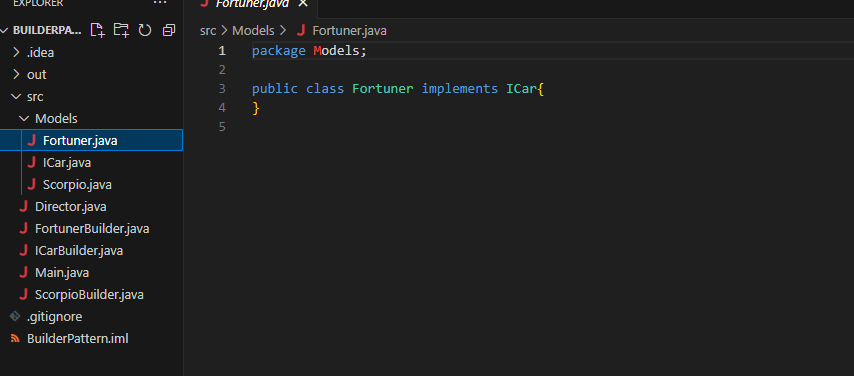 EXPLORER ...
Fortuner.java ×
BUILDERPA...
.idea
out
src
Models
Fortuner.java
ICar.java
Scorpio.java
Director.java
FortunerBuilder.java
ICarBuilder.java
Main.java
ScorpioBuilder.java
.gitignore
BuilderPattern.iml
src > Models > Fortuner.java
1 package Models;
2
3 public class Fortuner implements ICar{
4 }
5